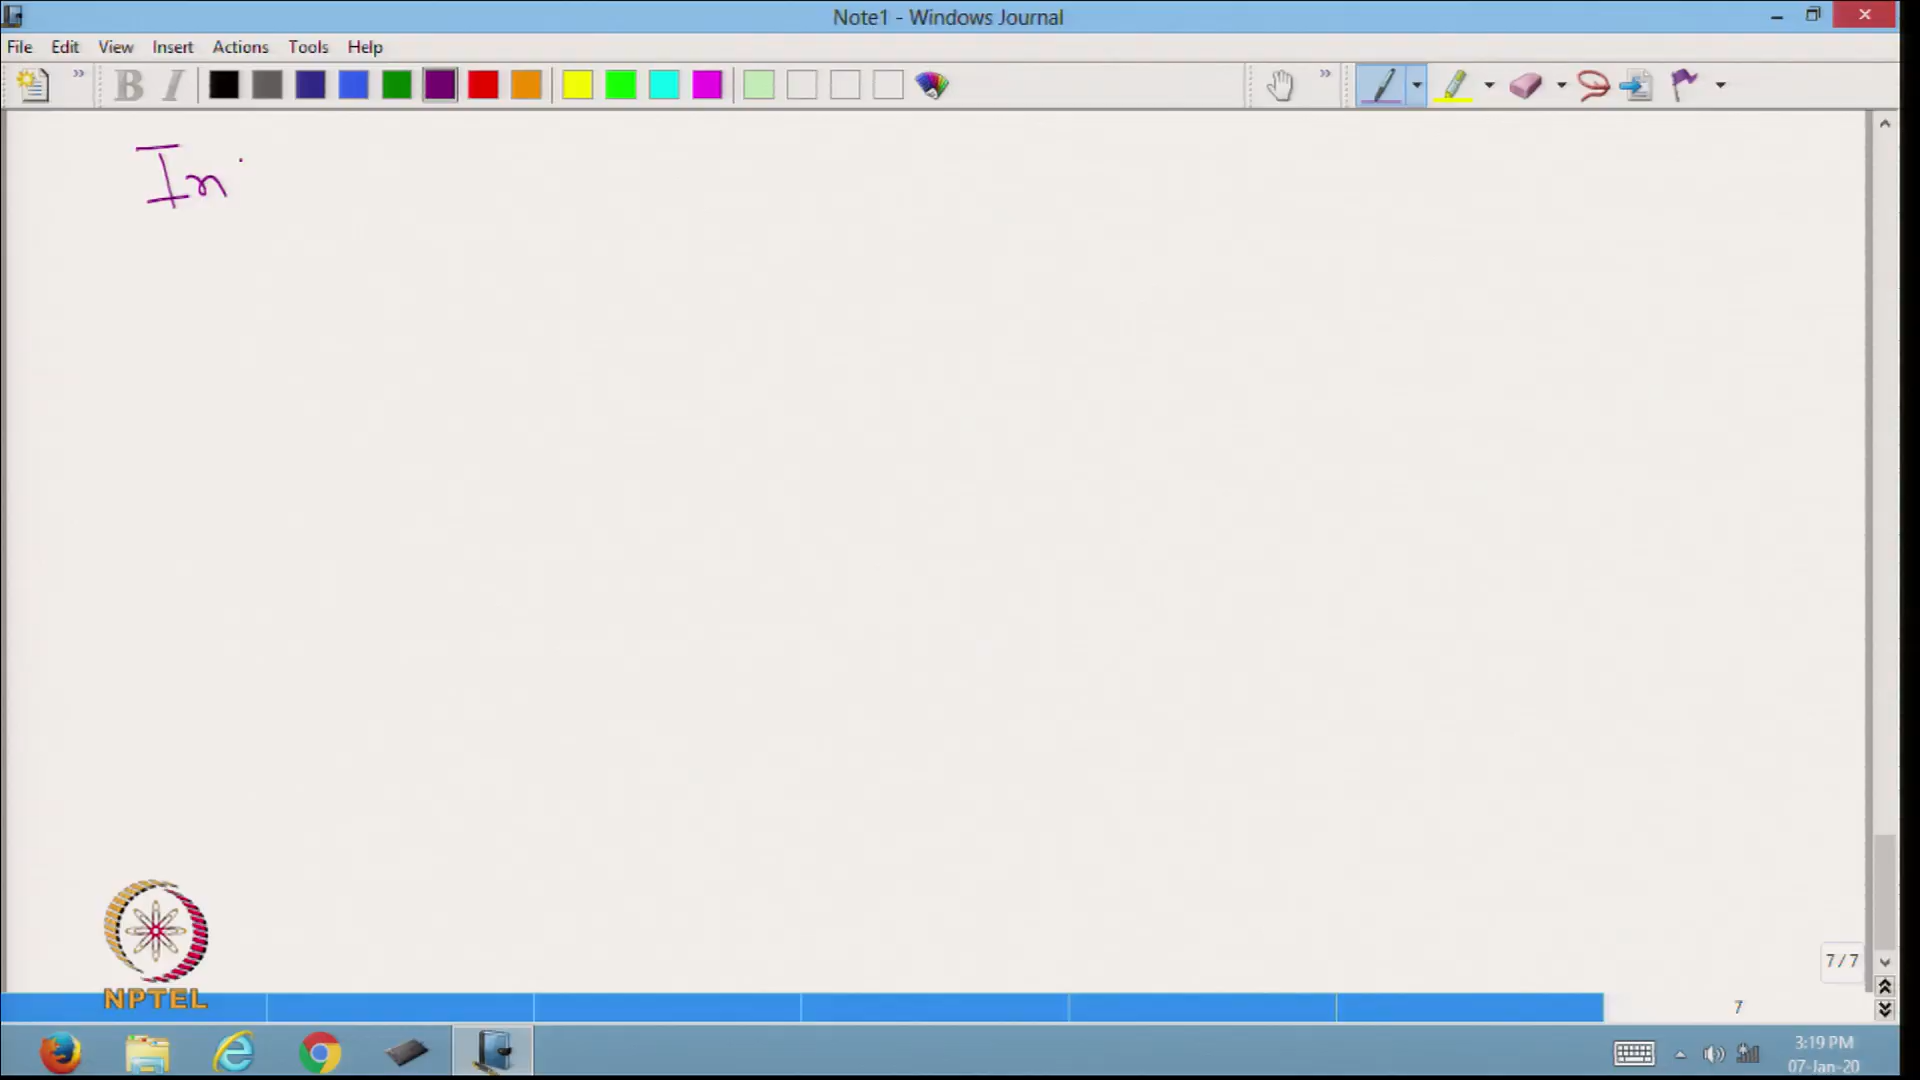 Note1 - Windows Journal
File Edit View Insert Actions Tools Help
B I
In
7 / 7
NPTEL
7
3:19 PM
07-Jan-20